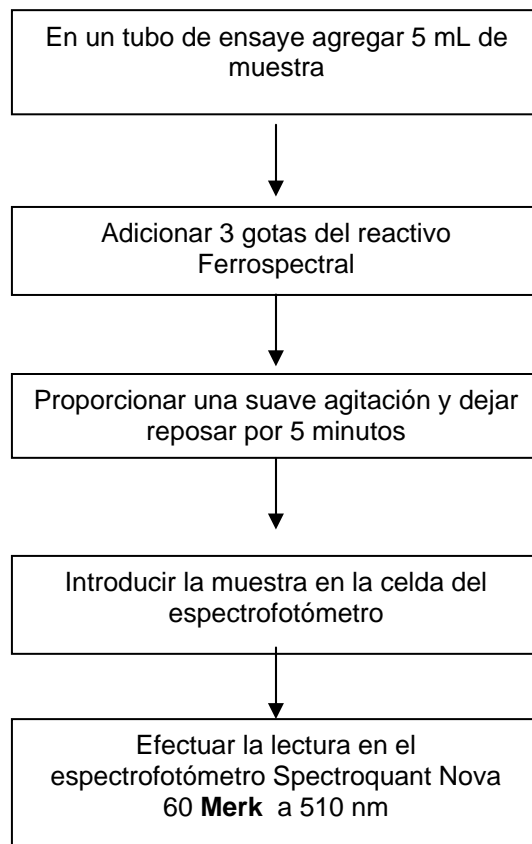 En un tubo de ensaye agregar 5 mL de
muestra
Adicionar 3 gotas del reactivo
Ferrospectral
Proporcionar una suave agitación y dejar
reposar por 5 minutos
Introducir la muestra en la celda del
espectrofotómetro
Efectuar la lectura en el
espectrofotómetro Spectroquant Nova
60 Merk a 510 nm